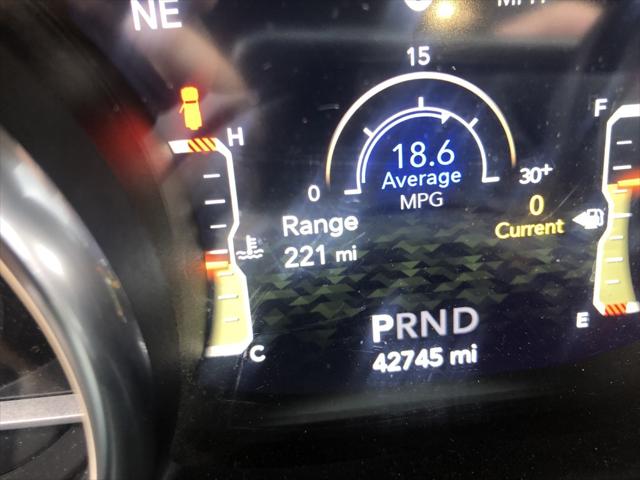 NE
15
F
H
18.6
Average
MPG
0
30+
Range
221 mi
0
Current
PRND
E
C
42745 mi